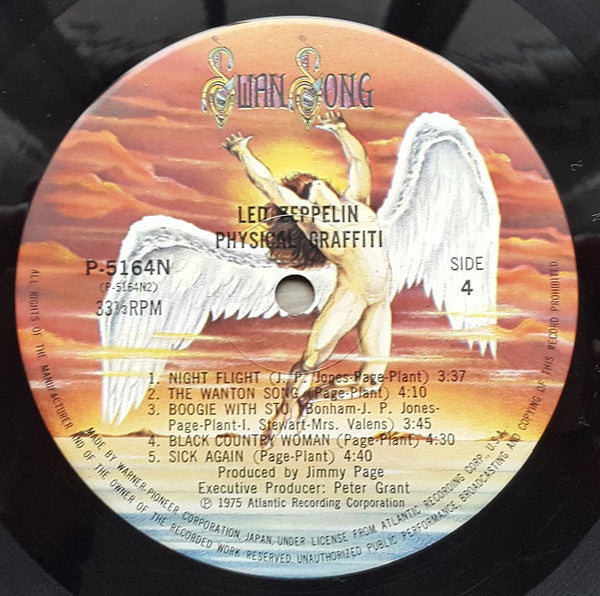 SWAN SONG
LED ZEPPELIN
PHYSICAL GRAFFITI
P-5164N
(P-5164N2)
33⅓RPM
SIDE
4
1. NIGHT FLIGHT (J. P. Jones-Page-Plant) 3:37
2. THE WANTON SONG (Page-Plant) 4:10
3. BOOGIE WITH STU (Bonham-J. P. Jones-
Page-Plant-I. Stewart-Mrs. Valens) 3:45
4. BLACK COUNTRY WOMAN (Page-Plant) 4:30
5. SICK AGAIN (Page-Plant) 4:40
Produced by Jimmy Page
Executive Producer: Peter Grant
℗ 1975 Atlantic Recording Corporation
MADE BY WARNER-PIONEER CORPORATION, JAPAN, UNDER LICENSE FROM ATLANTIC RECORDING CORP., U.S.A.
ALL RIGHTS OF THE MANUFACTURER AND OF THE OWNER OF THE RECORDED WORK RESERVED. UNAUTHORIZED PUBLIC PERFORMANCE, BROADCASTING AND COPYING OF THIS RECORD PROHIBITED